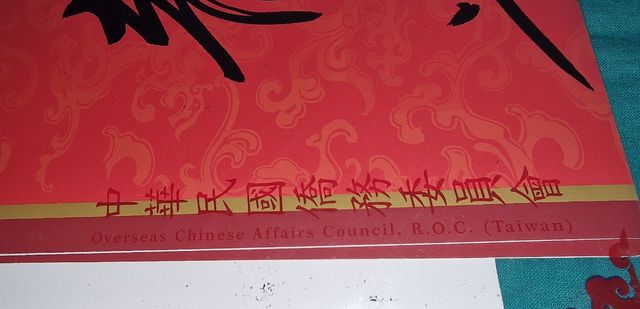 中華民國僑務委員會
Overseas Chinese Affairs Council, R.O.C. (Taiwan)